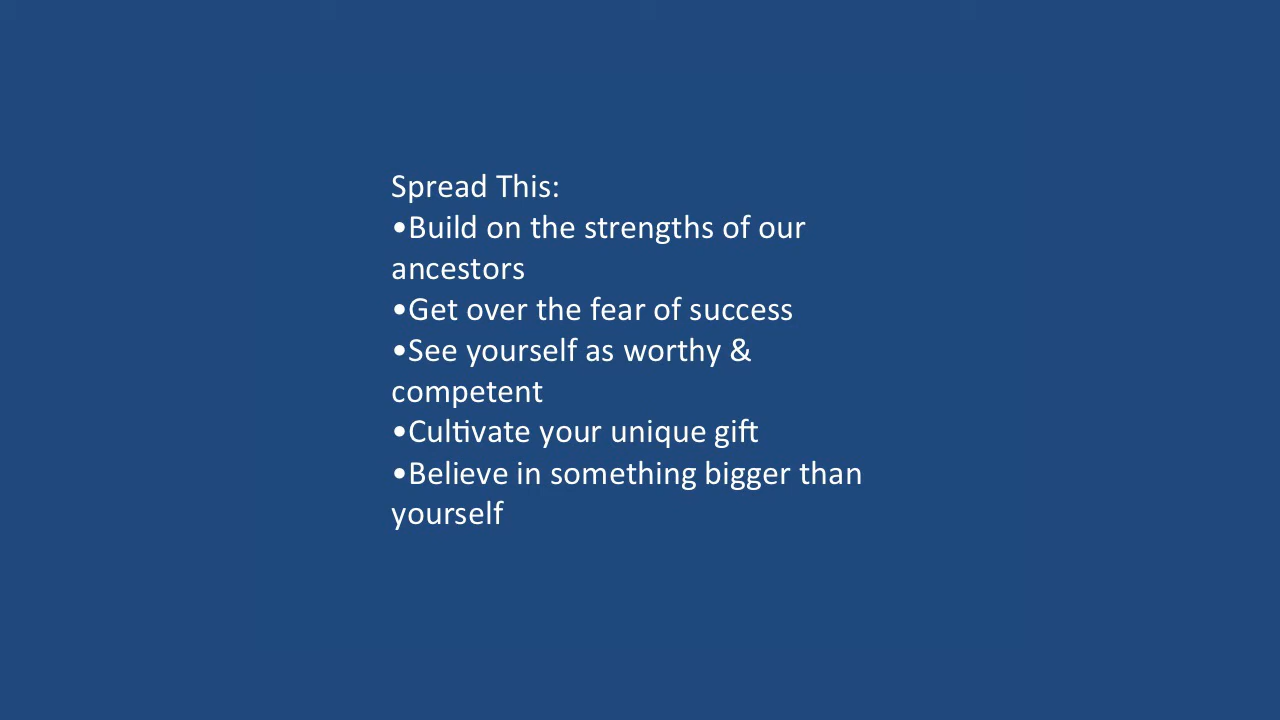 Spread This:
•Build on the strengths of our
ancestors
•Get over the fear of success
•See yourself as worthy &
competent
•Cultivate your unique gift
•Believe in something bigger than
yourself